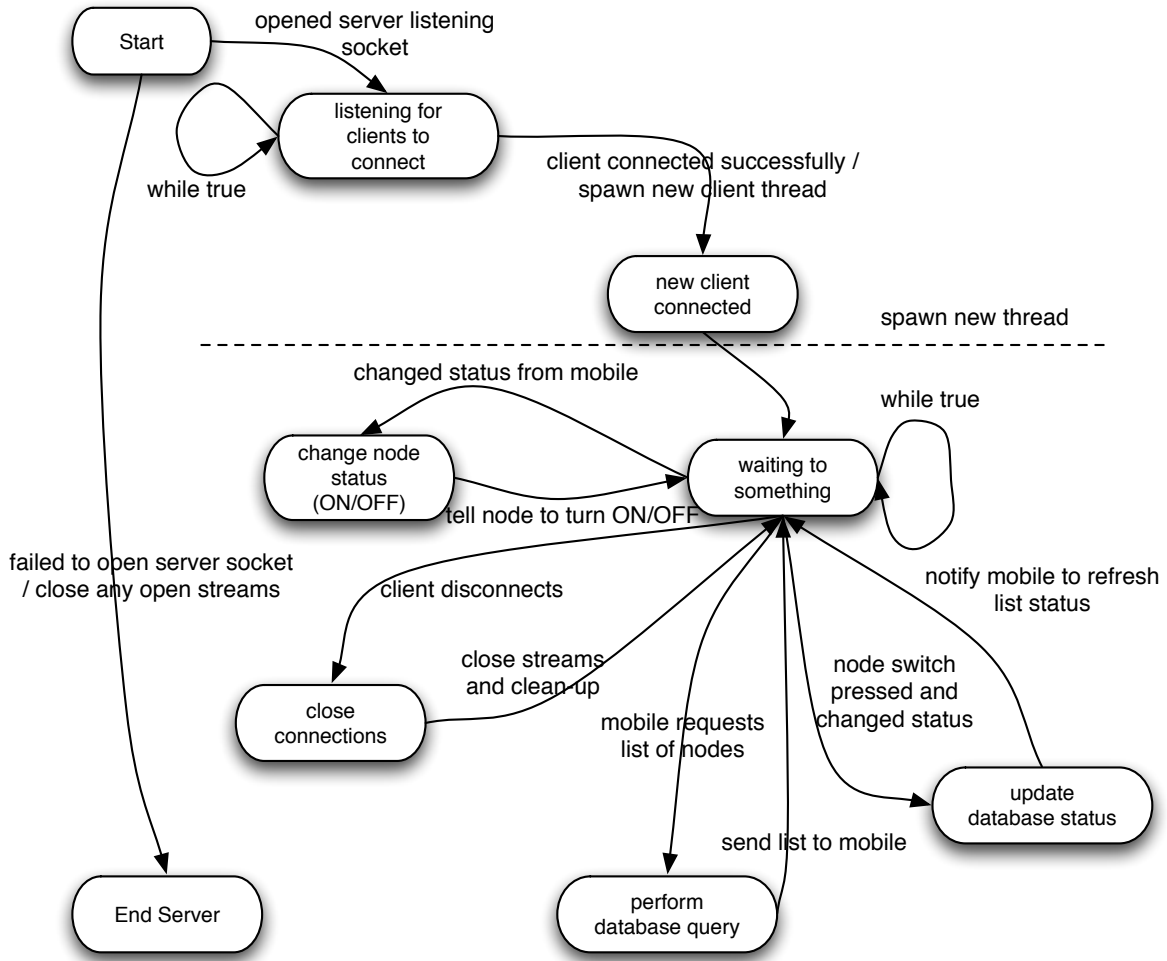 Start
opened server listening
socket
listening for
clients to
connect
while true
client connected successfully /
spawn new client thread
new client
connected
spawn new thread
changed status from mobile
while true
change node
status
(ON/OFF)
waiting to
something
tell node to turn ON/OFF
failed to open server socket
/ close any open streams
client disconnects
notify mobile to refresh
list status
close streams
and clean-up
node switch
pressed and
changed status
close
connections
mobile requests
list of nodes
update
database status
send list to mobile
End Server
perform
database query